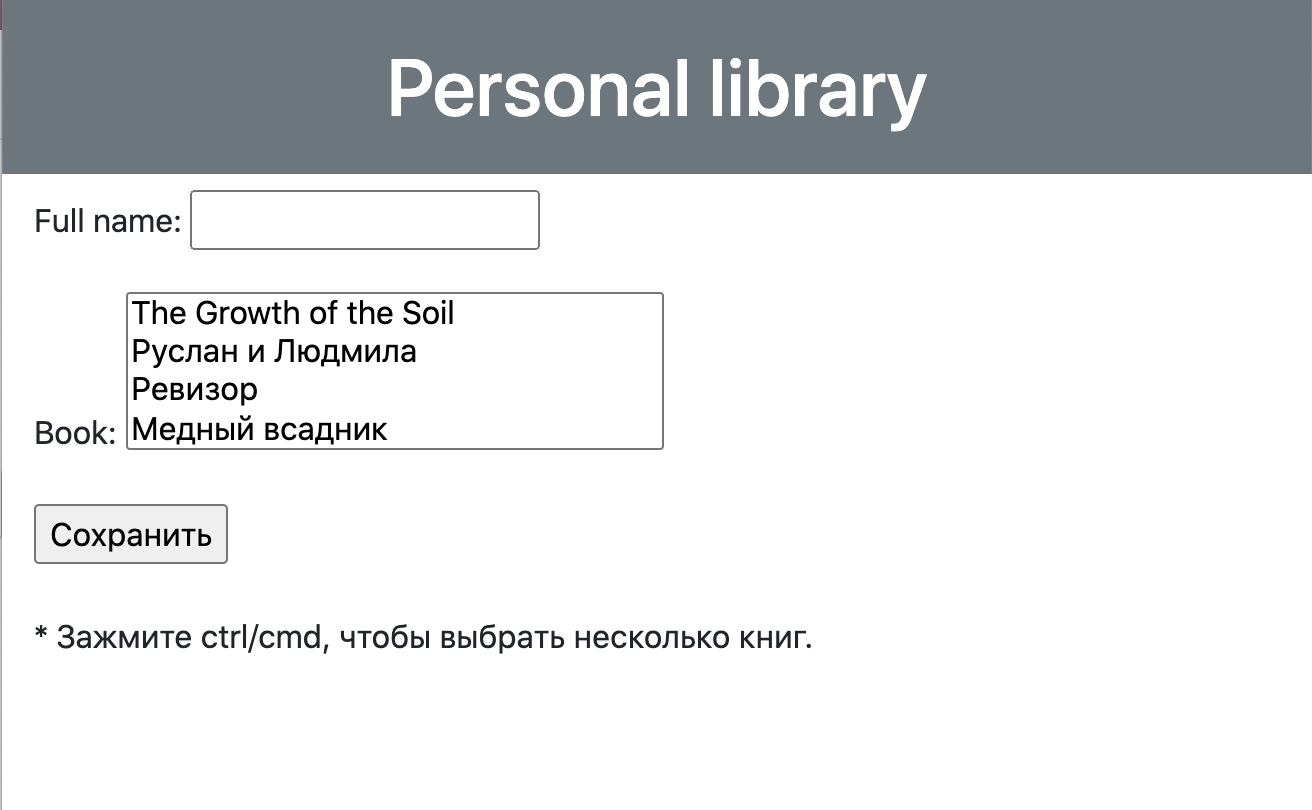 Personal library
Full name:
The Growth of the Soil
Руслан и Людмила
Ревизор
Book: Медный всадник
Сохранить
* Зажмите ctrl/cmd, чтобы выбрать несколько книг.